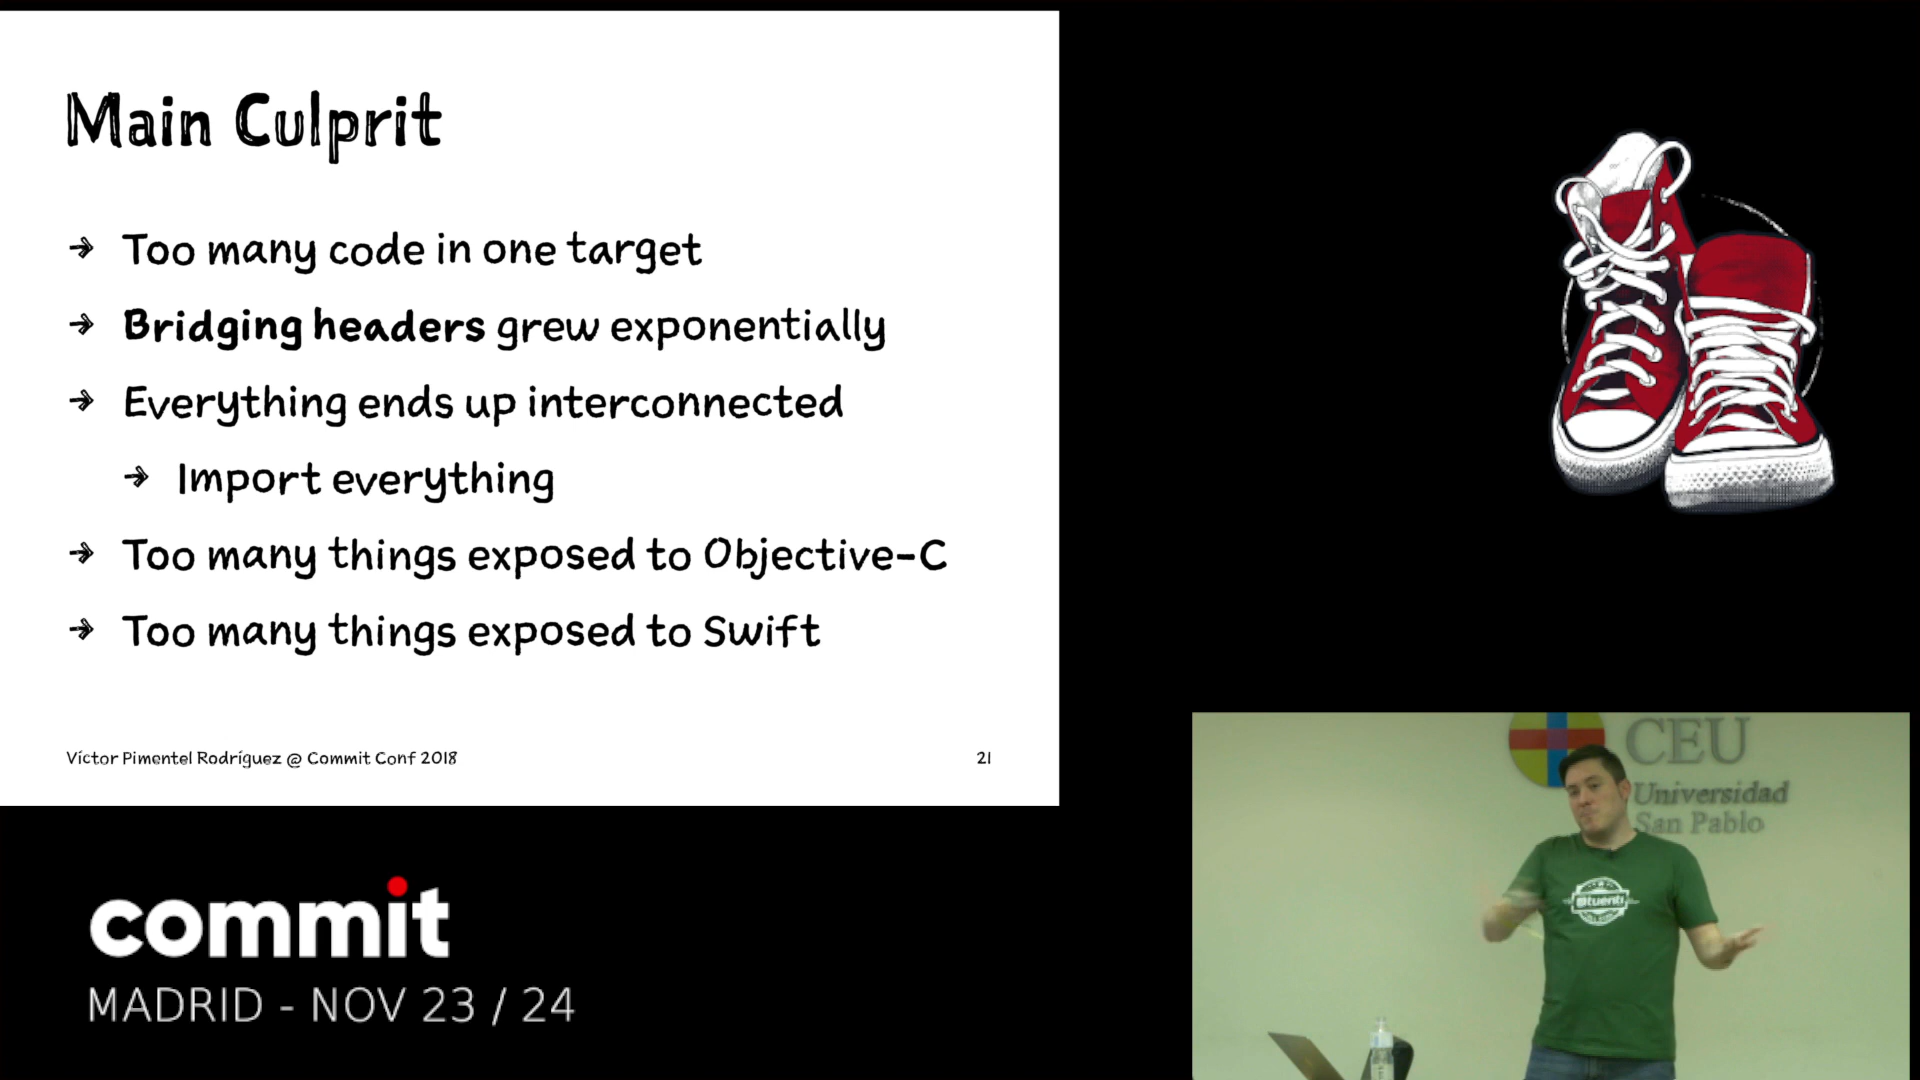 Main Culprit
→ Too many code in one target
→ Bridging headers grew exponentially
→ Everything ends up interconnected
→ Import everything
→ Too many things exposed to Objective-C
→ Too many things exposed to Swift
Víctor Pimentel Rodríguez @ Commit Conf 2018
21
commit
MADRID - NOV 23 / 24
CEU
Universidad
San Pablo
tuenti